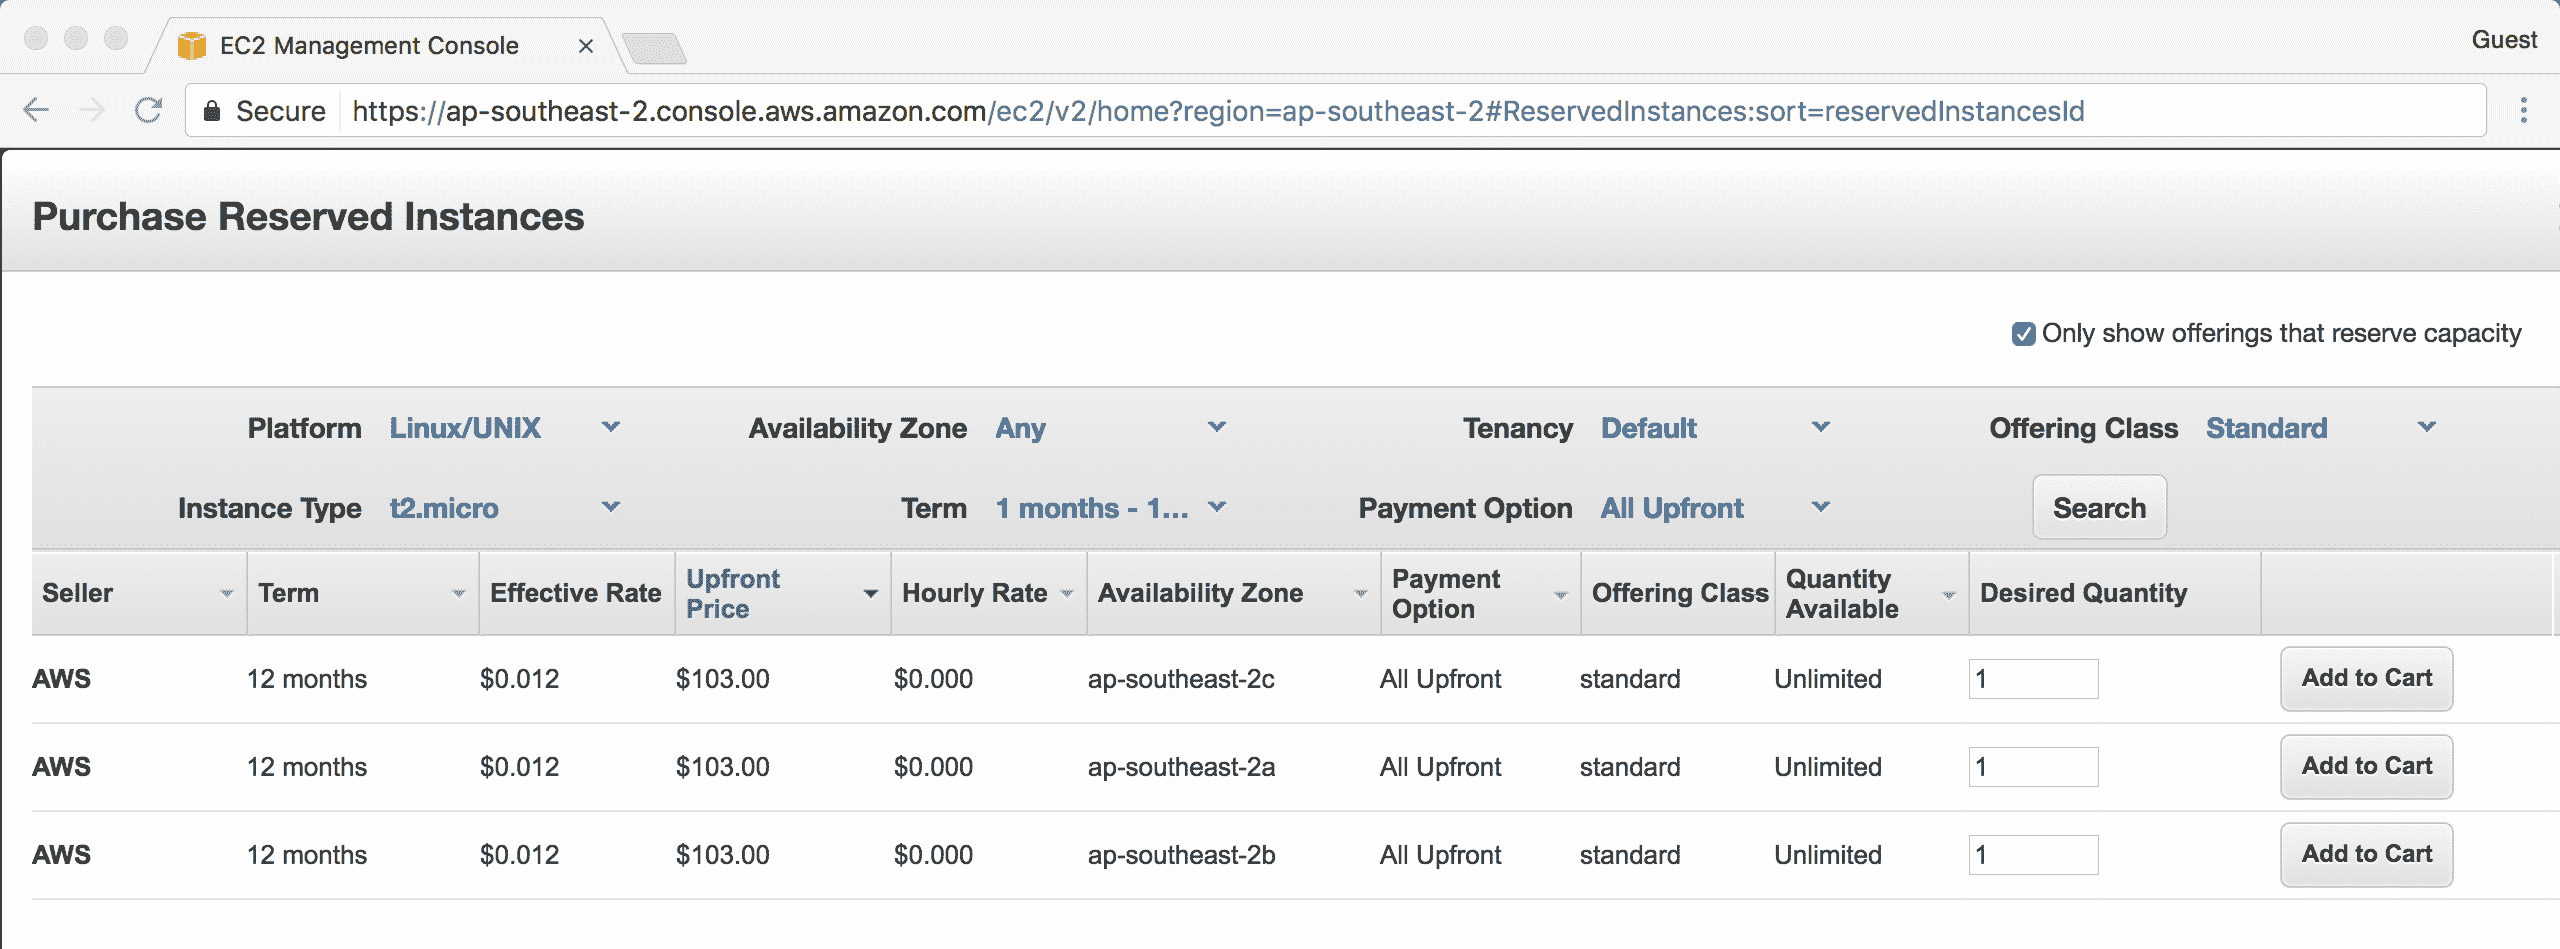 EC2 Management Console
Guest
Secure https://ap-southeast-2.console.aws.amazon.com/ec2/v2/home?region=ap-southeast-2#ReservedInstances:sort=reservedInstancesId
Purchase Reserved Instances
Only show offerings that reserve capacity
Platform Linux/UNIX Availability Zone Any Tenancy Default Offering Class Standard
Instance Type t2.micro Term 1 months - 1... Payment Option All Upfront Search
Seller Term Effective Rate Upfront Price Hourly Rate Availability Zone Payment Option Offering Class Quantity Available Desired Quantity
AWS 12 months $0.012 $103.00 $0.000 ap-southeast-2c All Upfront standard Unlimited 1 Add to Cart
AWS 12 months $0.012 $103.00 $0.000 ap-southeast-2a All Upfront standard Unlimited 1 Add to Cart
AWS 12 months $0.012 $103.00 $0.000 ap-southeast-2b All Upfront standard Unlimited 1 Add to Cart